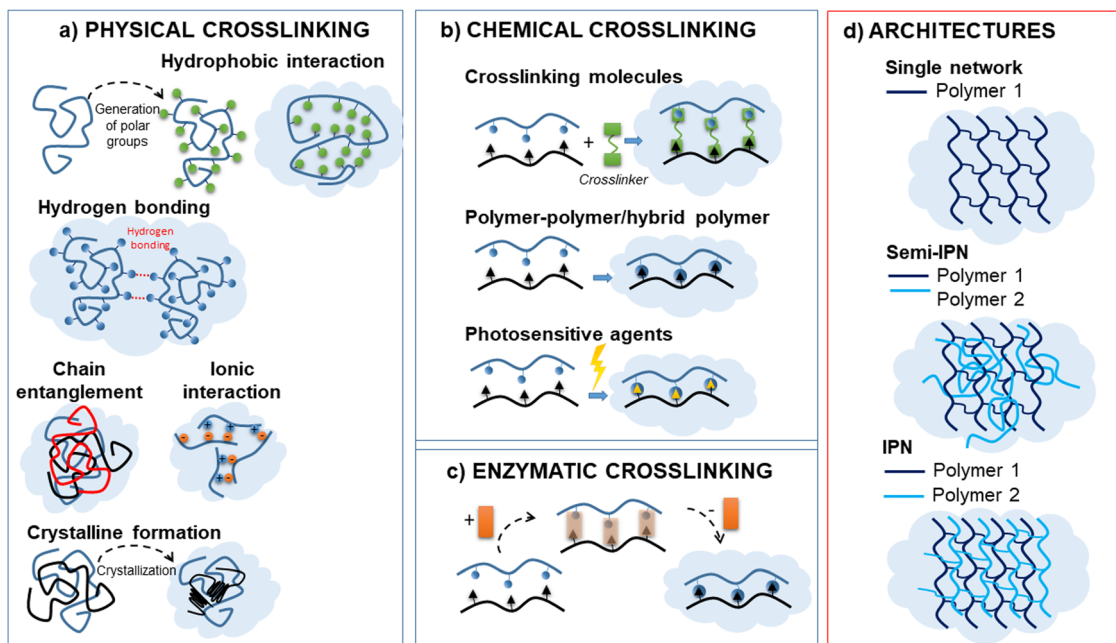 a) PHYSICAL CROSSLINKING
Hydrophobic interaction
Generation
of polar
groups
Hydrogen bonding
Hydrogen
bonding
Chain
entanglement
Ionic
interaction
+ + +
- - - -
+ -
+ -
Crystalline formation
Crystallization
b) CHEMICAL CROSSLINKING
Crosslinking molecules
+
Crosslinker
Polymer-polymer/hybrid polymer
Photosensitive agents
c) ENZYMATIC CROSSLINKING
+
-
d) ARCHITECTURES
Single network
Polymer 1
Semi-IPN
Polymer 1
Polymer 2
IPN
Polymer 1
Polymer 2